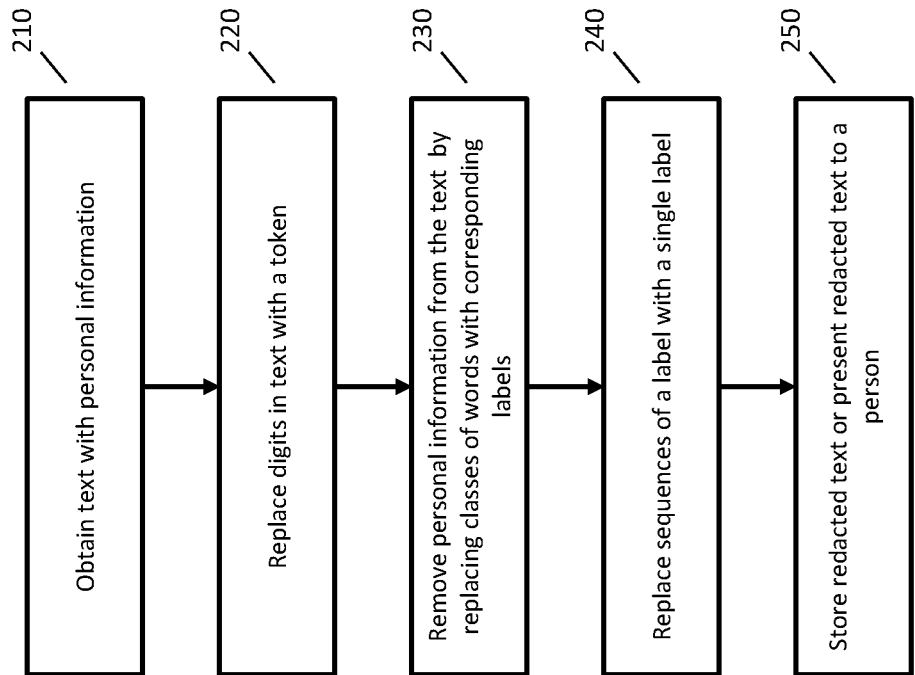 210
Obtain text with personal information
220
Replace digits in text with a token
230
Remove personal information from the text by
replacing classes of words with corresponding
labels
240
Replace sequences of a label with a single label
250
Store redacted text or present redacted text to a
person